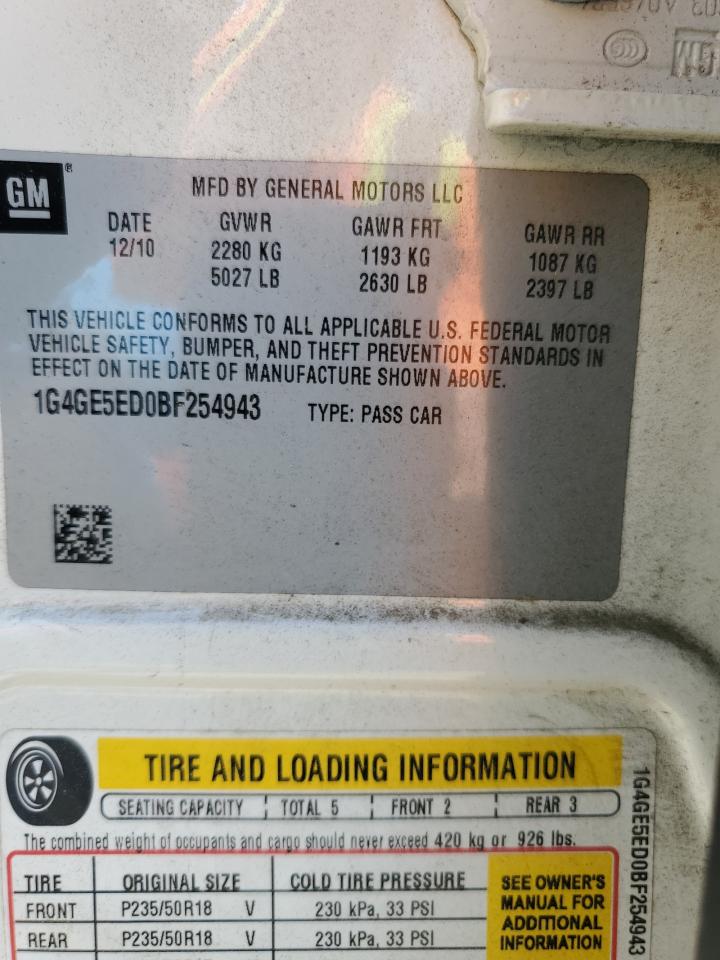 GM
MFD BY GENERAL MOTORS LLC
DATE GVWR GAWR FRT GAWR RR
12/10 2280 KG 1193 KG 1087 KG
5027 LB 2630 LB 2397 LB
THIS VEHICLE CONFORMS TO ALL APPLICABLE U.S. FEDERAL MOTOR
VEHICLE SAFETY, BUMPER, AND THEFT PREVENTION STANDARDS IN
EFFECT ON THE DATE OF MANUFACTURE SHOWN ABOVE.
1G4GE5ED0BF254943 TYPE: PASS CAR
TIRE AND LOADING INFORMATION
SEATING CAPACITY TOTAL 5 FRONT 2 REAR 3
The combined weight of occupants and cargo should never exceed 420 kg or 926 lbs.
TIRE ORIGINAL SIZE COLD TIRE PRESSURE
FRONT P235/50R18 V 230 kPa, 33 PSI
REAR P235/50R18 V 230 kPa, 33 PSI
SEE OWNER'S
MANUAL FOR
ADDITIONAL
INFORMATION
1G4GE5ED0BF254943
GM